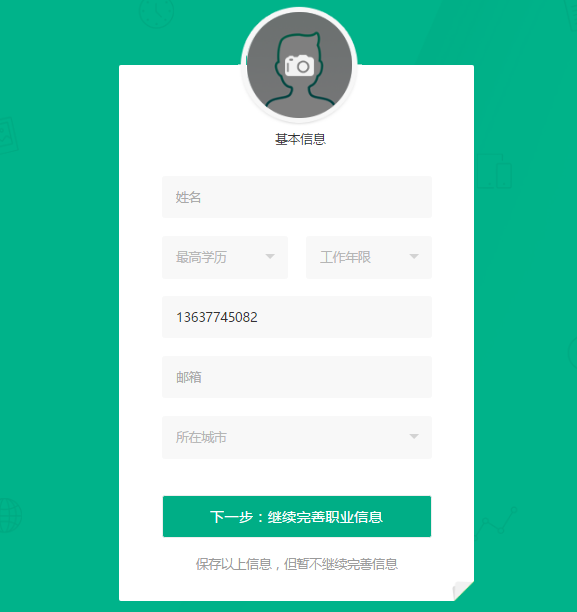 基本信息
姓名
最高学历
工作年限
13637745082
邮箱
所在城市
下一步：继续完善职业信息
保存以上信息，但暂不继续完善信息